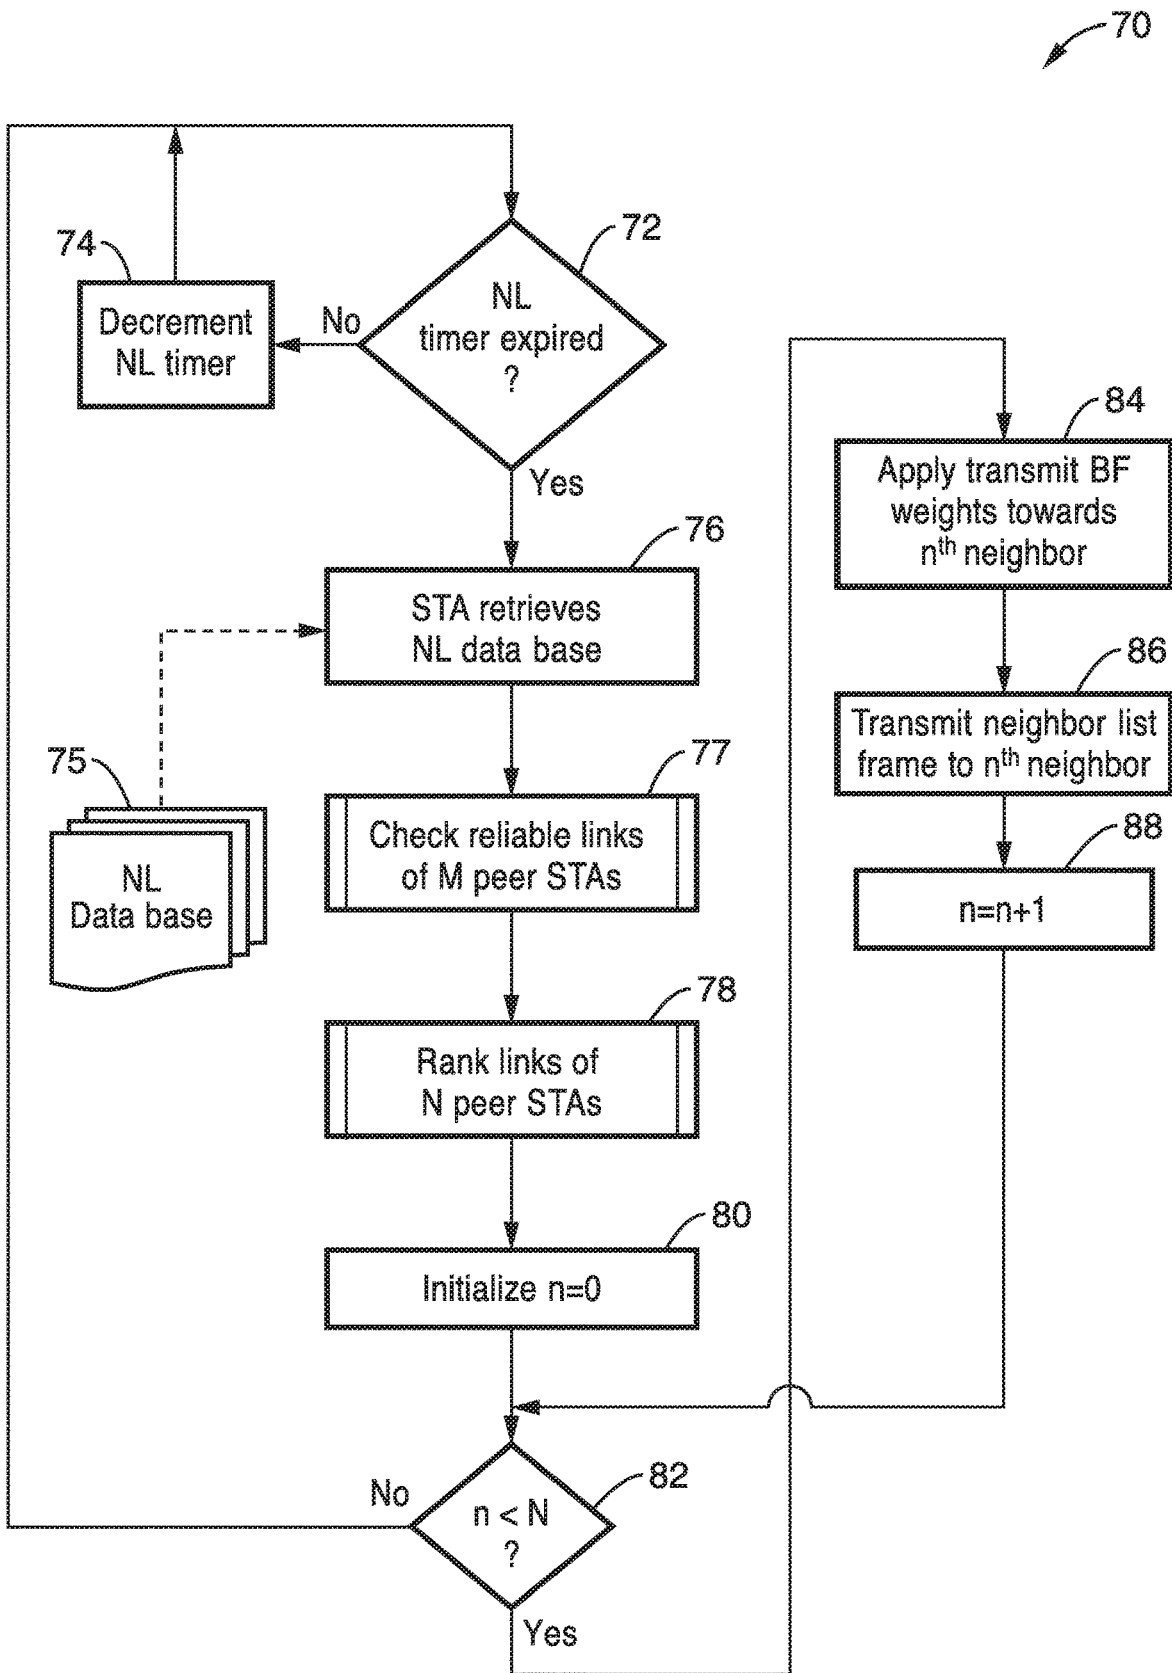 70
72
NL
timer expired
?
No
Yes
74
Decrement
NL timer
76
STA retrieves
NL data base
75
NL
Data base
77
Check reliable links
of M peer STAs
78
Rank links of
N peer STAs
80
Initialize n=0
82
n < N
?
No
Yes
84
Apply transmit BF
weights towards
nth neighbor
86
Transmit neighbor list
frame to nth neighbor
88
n=n+1